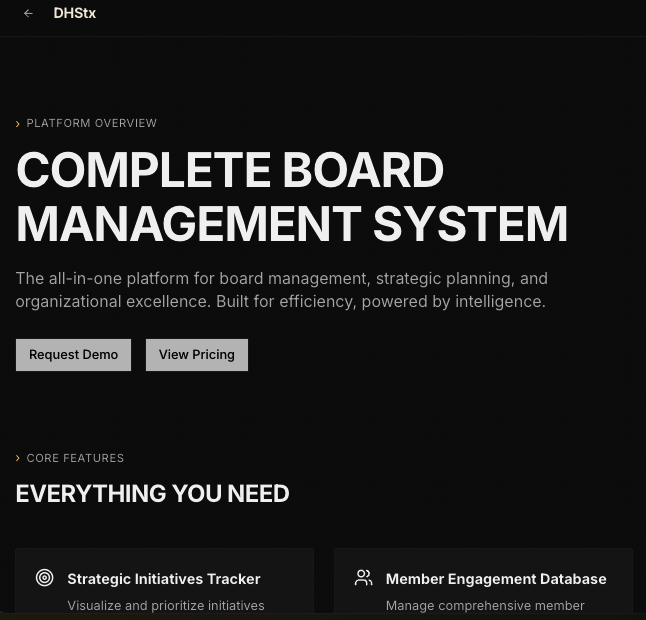 ← DHStx
› PLATFORM OVERVIEW
COMPLETE BOARD
MANAGEMENT SYSTEM
The all-in-one platform for board management, strategic planning, and
organizational excellence. Built for efficiency, powered by intelligence.
Request Demo View Pricing
› CORE FEATURES
EVERYTHING YOU NEED
Strategic Initiatives Tracker
Visualize and prioritize initiatives
Member Engagement Database
Manage comprehensive member